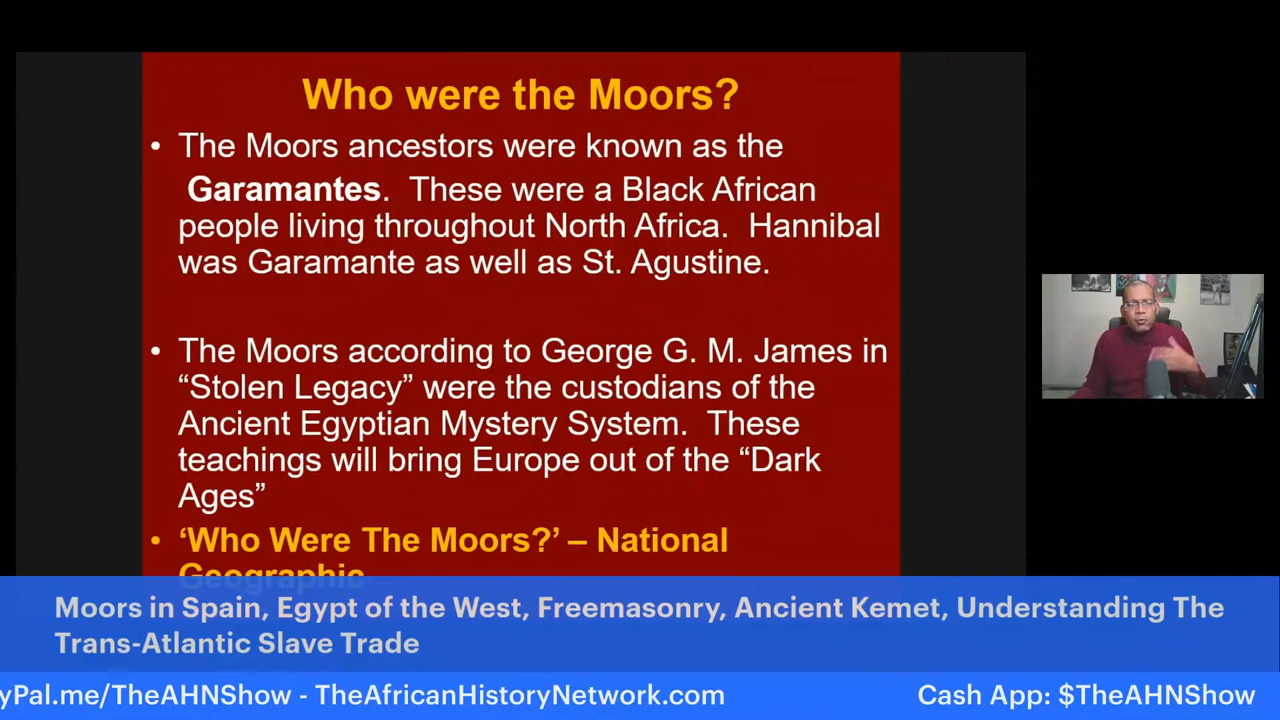 Who were the Moors?
• The Moors ancestors were known as the
Garamantes. These were a Black African
people living throughout North Africa. Hannibal
was Garamante as well as St. Agustine.
• The Moors according to George G. M. James in
“Stolen Legacy” were the custodians of the
Ancient Egyptian Mystery System. These
teachings will bring Europe out of the “Dark
Ages”
• ‘Who Were The Moors?’ – National
Geographic
Moors in Spain, Egypt of the West, Freemasonry, Ancient Kemet, Understanding The
Trans-Atlantic Slave Trade
yPal.me/TheAHNShow - TheAfricanHistoryNetwork.com
Cash App: $TheAHNShow